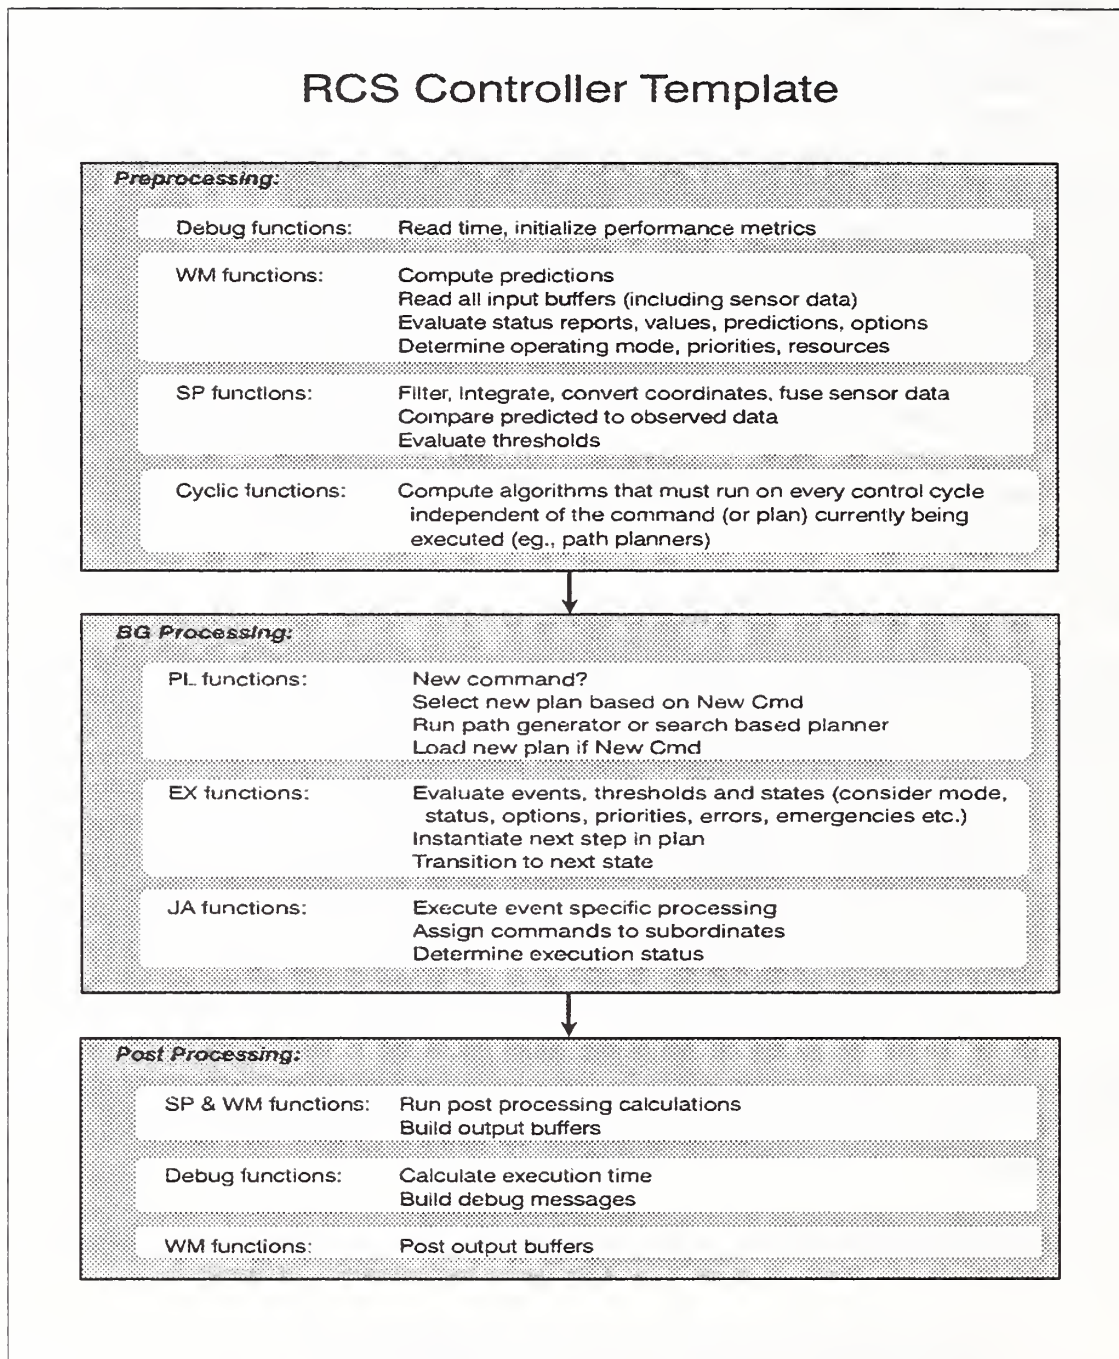 RCS Controller Template
Preprocessing:
Debug functions: Read time, initialize performance metrics
WM functions: Compute predictions
Read all input buffers (including sensor data)
Evaluate status reports, values, predictions, options
Determine operating mode, priorities, resources
SP functions: Filter, integrate, convert coordinates, fuse sensor data
Compare predicted to observed data
Evaluate thresholds
Cyclic functions: Compute algorithms that must run on every control cycle
independent of the command (or plan) currently being
executed (eg., path planners)
BG Processing:
PL functions: New command?
Select new plan based on New Cmd
Run path generator or search based planner
Load new plan if New Cmd
EX functions: Evaluate events, thresholds and states (consider mode,
status, options, priorities, errors, emergencies etc.)
Instantiate next step in plan
Transition to next state
JA functions: Execute event specific processing
Assign commands to subordinates
Determine execution status
Post Processing:
SP & WM functions: Run post processing calculations
Build output buffers
Debug functions: Calculate execution time
Build debug messages
WM functions: Post output buffers